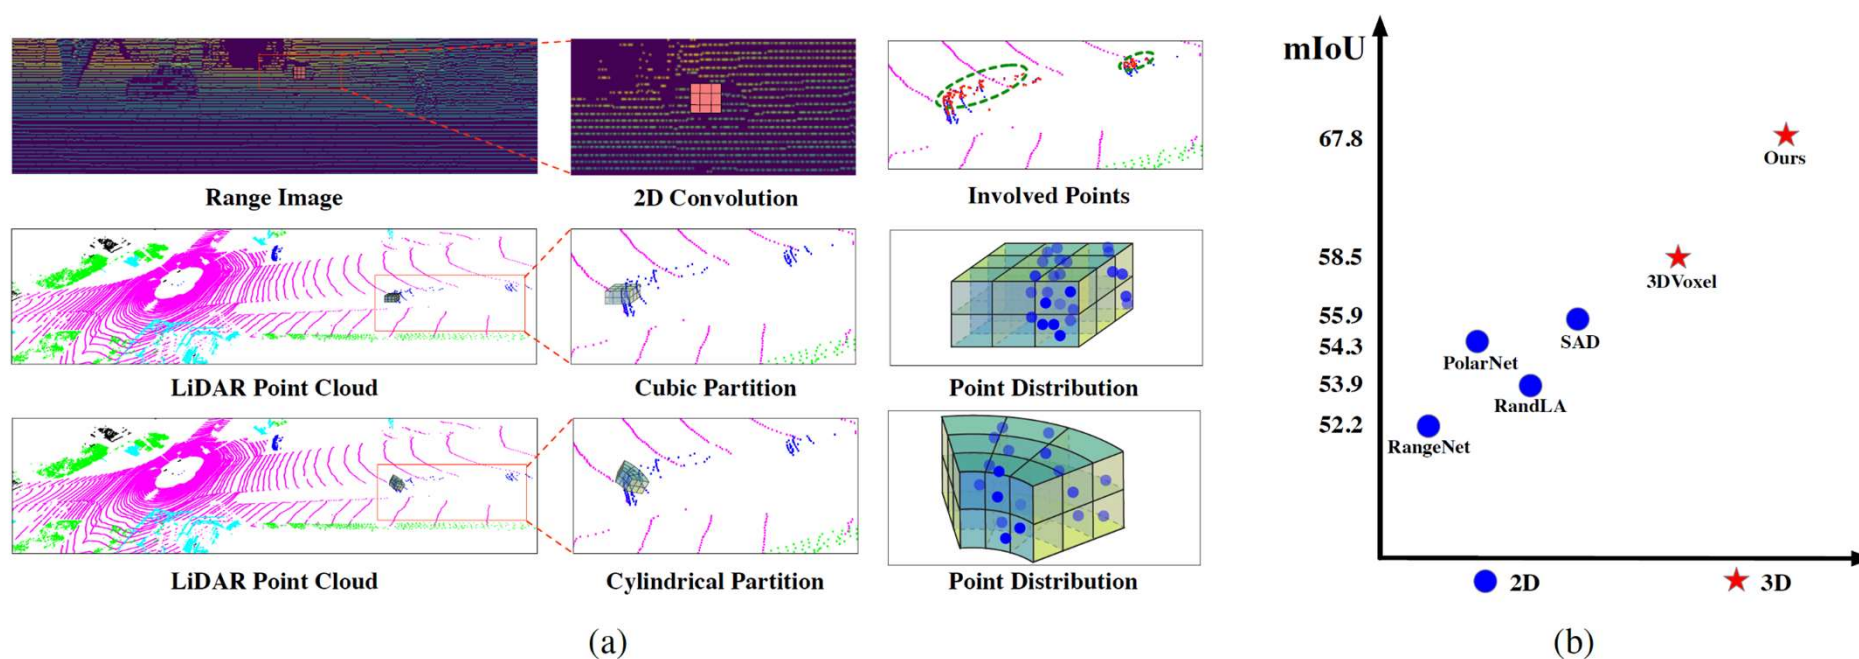 Range Image
2D Convolution
Involved Points
LiDAR Point Cloud
Cubic Partition
Point Distribution
LiDAR Point Cloud
Cylindrical Partition
Point Distribution
(a)
mIoU
67.8
Ours
58.5
3DVoxel
55.9
SAD
54.3
PolarNet
53.9
RandLA
52.2
RangeNet
2D
3D
(b)